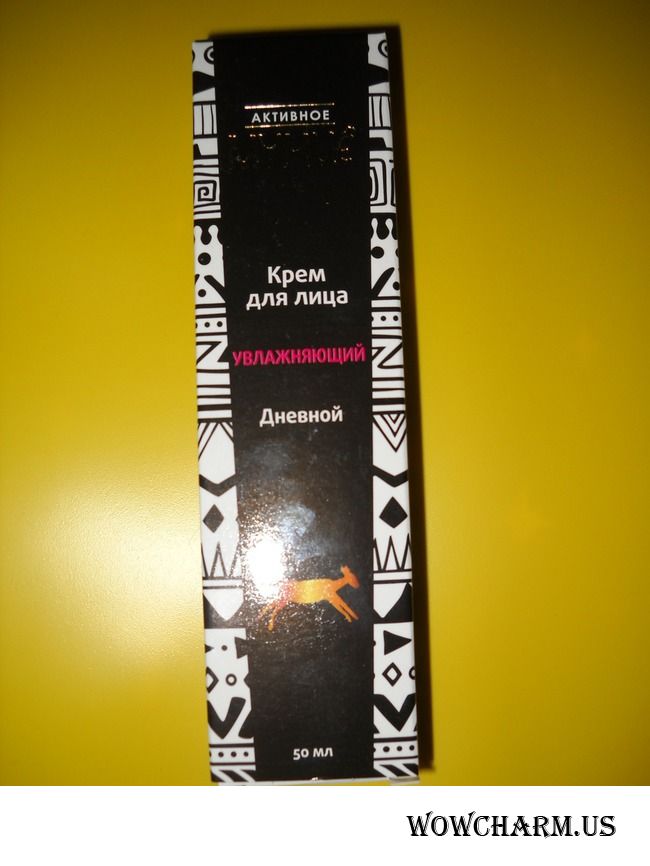 АКТИВНОЕ
Крем
для лица
УВЛАЖНЯЮЩИЙ
Дневной
50 мл
WOWCHARM.US